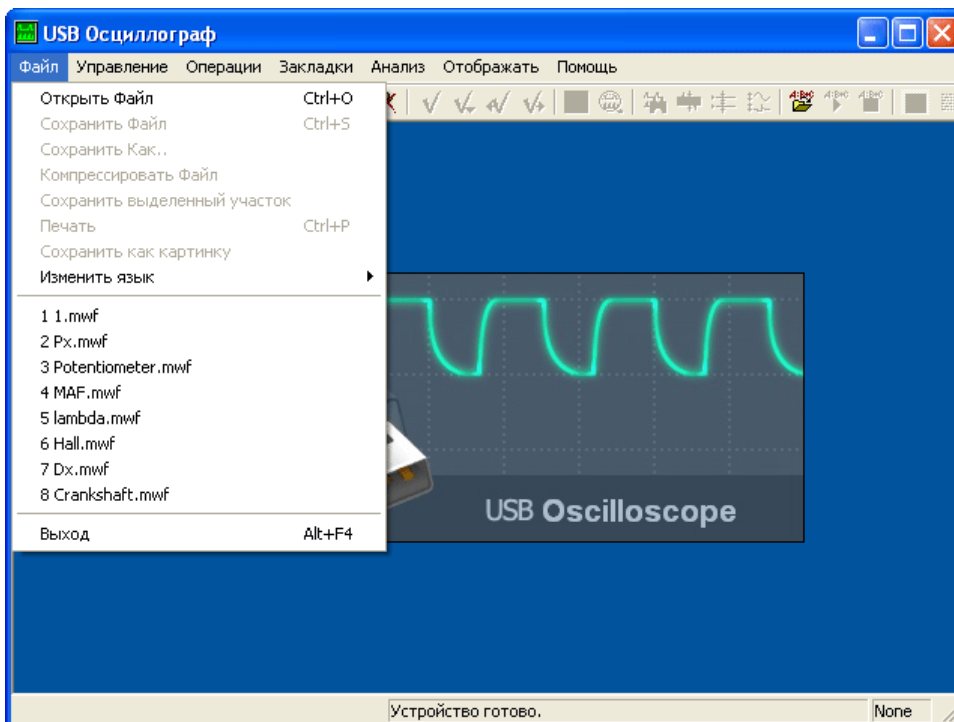 USB Осциллограф
Файл Управление Операции Закладки Анализ Отображать Помощь
Открыть Файл Ctrl+O
Сохранить Файл Ctrl+S
Сохранить Как..
Компрессировать Файл
Сохранить выделенный участок
Печать Ctrl+P
Сохранить как картинку
Изменить язык
1 1.mwf
2 Px.mwf
3 Potentiometer.mwf
4 MAF.mwf
5 lambda.mwf
6 Hall.mwf
7 Dx.mwf
8 Crankshaft.mwf
Выход Alt+F4
USB Oscilloscope
Устройство готово. None